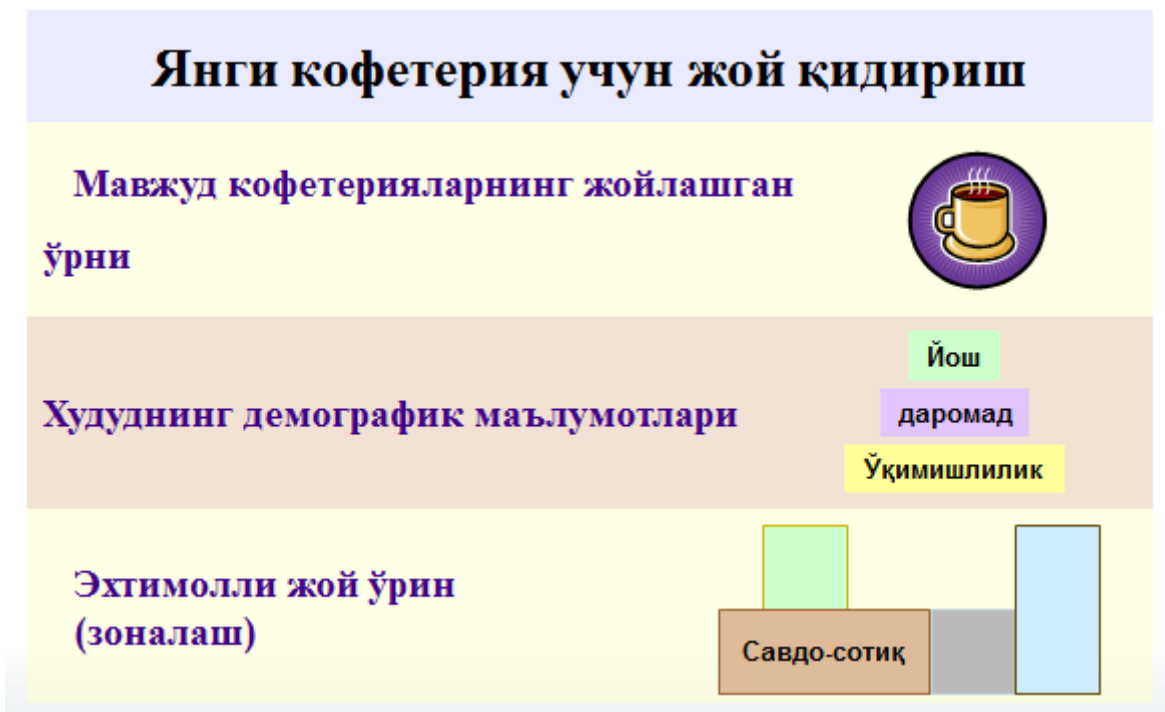 Янги кофетерия учун жой қидириш
Мавжуд кофетерияларнинг жойлашган
ўрни
Худуднинг демографик маълумотлари
Йош
даромад
Ўқимишлилик
Эхтимолли жой ўрин
(зоналаш)
Савдо-сотиқ